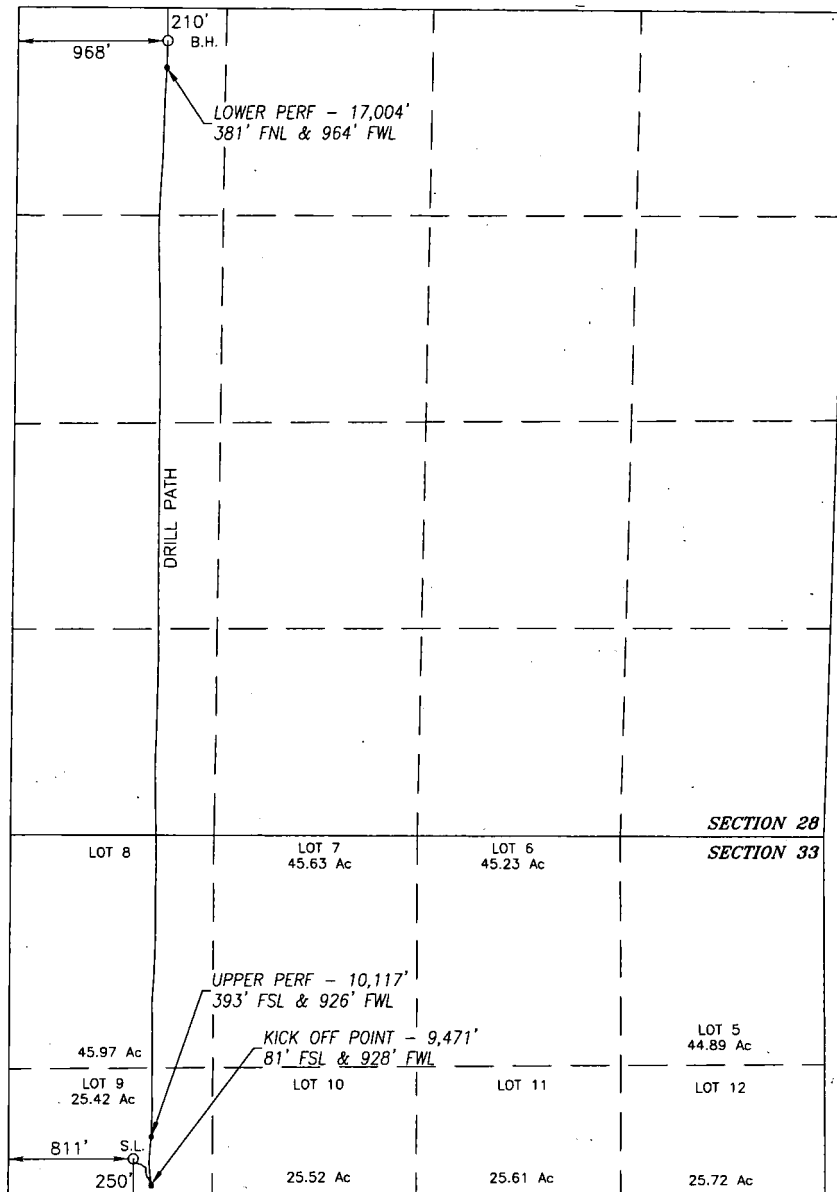 210'
968'
B.H.
LOWER PERF - 17,004'
381' FNL & 964' FWL
DRILL PATH
SECTION 28
SECTION 33
LOT 8
LOT 7
45.63 Ac
LOT 6
45.23 Ac
UPPER PERF - 10,117'
393' FSL & 926' FWL
LOT 5
44.89 Ac
KICK OFF POINT - 9,471'
81' FSL & 928' FWL
45.97 Ac
LOT 9
25.42 Ac
LOT 10
LOT 11
LOT 12
811'
S.L.
250'
25.52 Ac
25.61 Ac
25.72 Ac